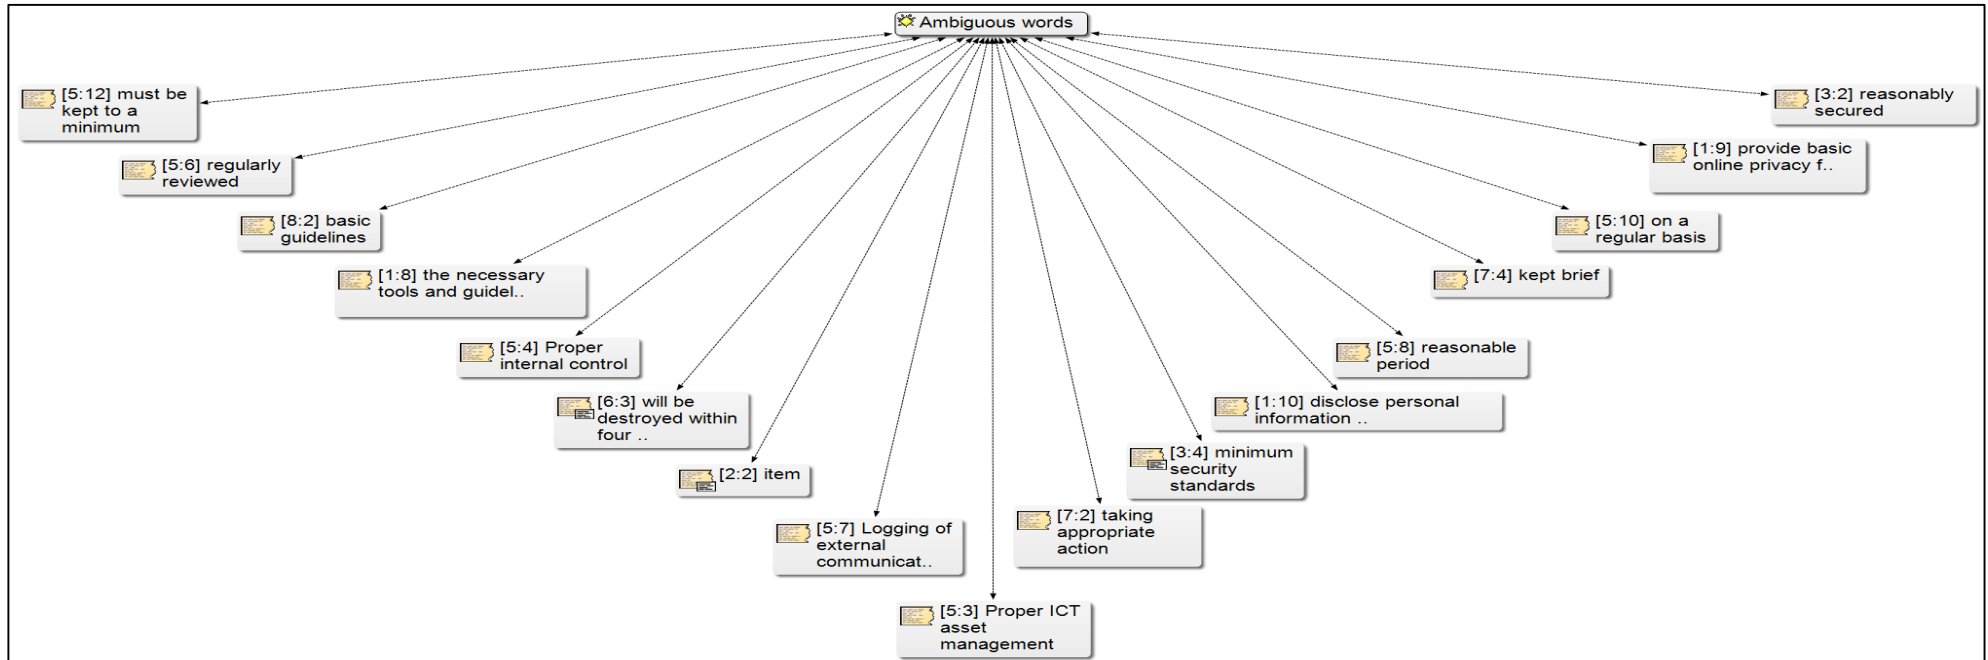 Ambiguous words
[5:12] must be
kept to a
minimum
[3:2] reasonably
secured
[5:6] regularly
reviewed
[1:9] provide basic
online privacy f..
[8:2] basic
guidelines
[5:10] on a
regular basis
[1:8] the necessary
tools and guidel..
[7:4] kept brief
[5:4] Proper
internal control
[5:8] reasonable
period
[6:3] will be
destroyed within
four ..
[1:10] disclose personal
information ..
[2:2] item
[3:4] minimum
security
standards
[5:7] Logging of
external
communicat..
[7:2] taking
appropriate
action
[5:3] Proper ICT
asset
management